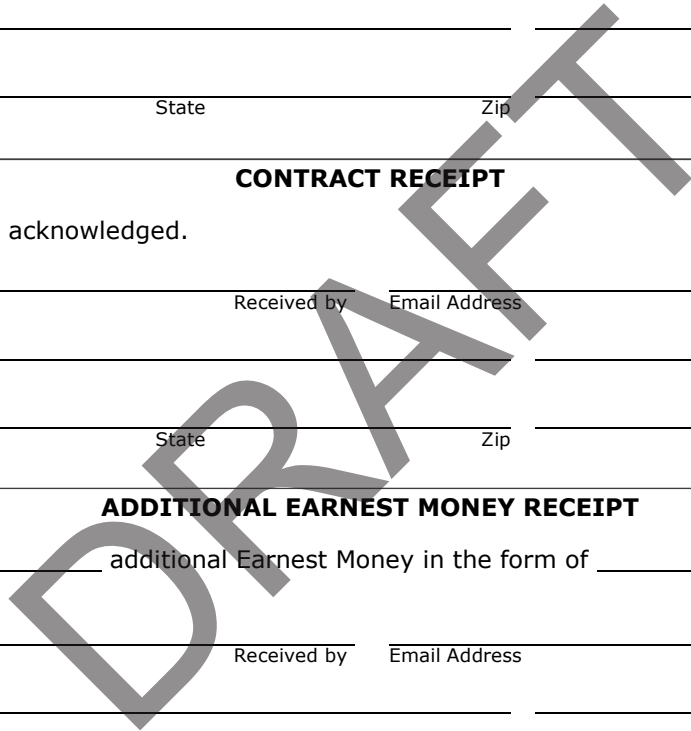 State Zip
CONTRACT RECEIPT
acknowledged.
Received by Email Address
State Zip
ADDITIONAL EARNEST MONEY RECEIPT
additional Earnest Money in the form of
Received by Email Address
DRAFT